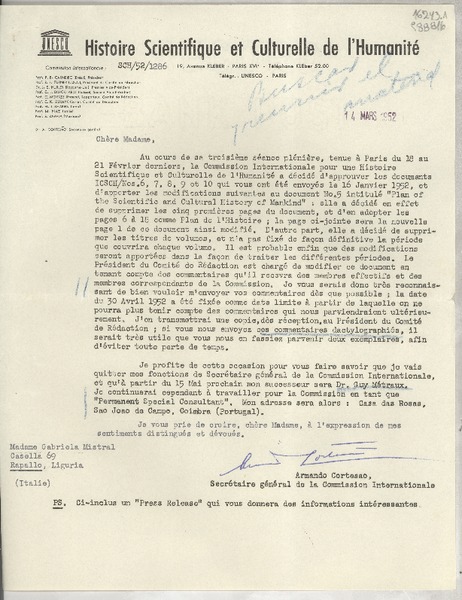 162431
UNESCO
Histoire Scientifique et Culturelle de l'Humanité
Commission Internationale :
SCH/52/1286
19, Avenue KLEBER - PARIS XVIᵉ - Téléphone KLEBER 52.00
Télégr. UNESCO - PARIS
14 MARS 1952
Chère Madame,
Au cours de sa troisième séance plénière, tenue à Paris du 18 au
21 Février derniers, la Commission Internationale pour une Histoire
Scientifique et Culturelle de l'Humanité a décidé d'approuver les documents
ICSCH/Nos.6, 7, 8, 9 et 10 qui vous ont été envoyés le 16 Janvier 1952, et
d'apporter les modifications suivantes au document No.5 intitulé "Plan of
the Scientific and Cultural History of Mankind" : elle a décidé en effet
de supprimer les cinq premières pages du document, et d'en adopter les
pages 6 à 18 comme Plan de l'Histoire ; la page ci-jointe sera la nouvelle
page 1 de ce document ainsi modifié. D'autre part, elle a décidé de suppri-
mer les titres de volumes, et n'a pas fixé de façon définitive la période
que couvrira chaque volume. Il est probable enfin que des modifications
seront apportées dans la façon de traiter les différentes périodes. Le
Président du Comité de Rédaction est chargé de modifier ce document en
tenant compte des commentaires qu'il recevra des membres effectifs et des
membres correspondants de la Commission. Je vous serais donc très reconnais-
sant de bien vouloir m'envoyer vos commentaires dès que possible ; la date
du 30 Avril 1952 a été fixée comme date limite à partir de laquelle on ne
pourra plus tenir compte des commentaires qui nous parviendraient ultérieu-
rement. J'en transmettrai une copie, dès réception, au Président du Comité
de Rédaction ; si vous nous envoyez ces commentaires dactylographiés, il
serait très utile que vous nous en fassiez parvenir deux exemplaires, afin
d'éviter toute perte de temps.
Je profite de cette occasion pour vous faire savoir que je vais
quitter mes fonctions de Secrétaire général de la Commission Internationale,
et qu'à partir du 15 Mai prochain mon successeur sera Dr. Guy Métraux.
Je continuerai cependant à travailler pour la Commission en tant que
"Permanent Special Consultant". Mon adresse sera alors : Casa das Rosas,
Sao Joao do Campo, Coimbra (Portugal).
Je vous prie de croire, chère Madame, à l'expression de mes
sentiments distingués et dévoués.
Madame Gabriela Mistral
Casella 69
Rapallo, Liguria
(Italie)
Armando Cortesao,
Secrétaire général de la Commission Internationale
PS. Ci-inclus un "Press Release" qui vous donnera des informations intéressantes.